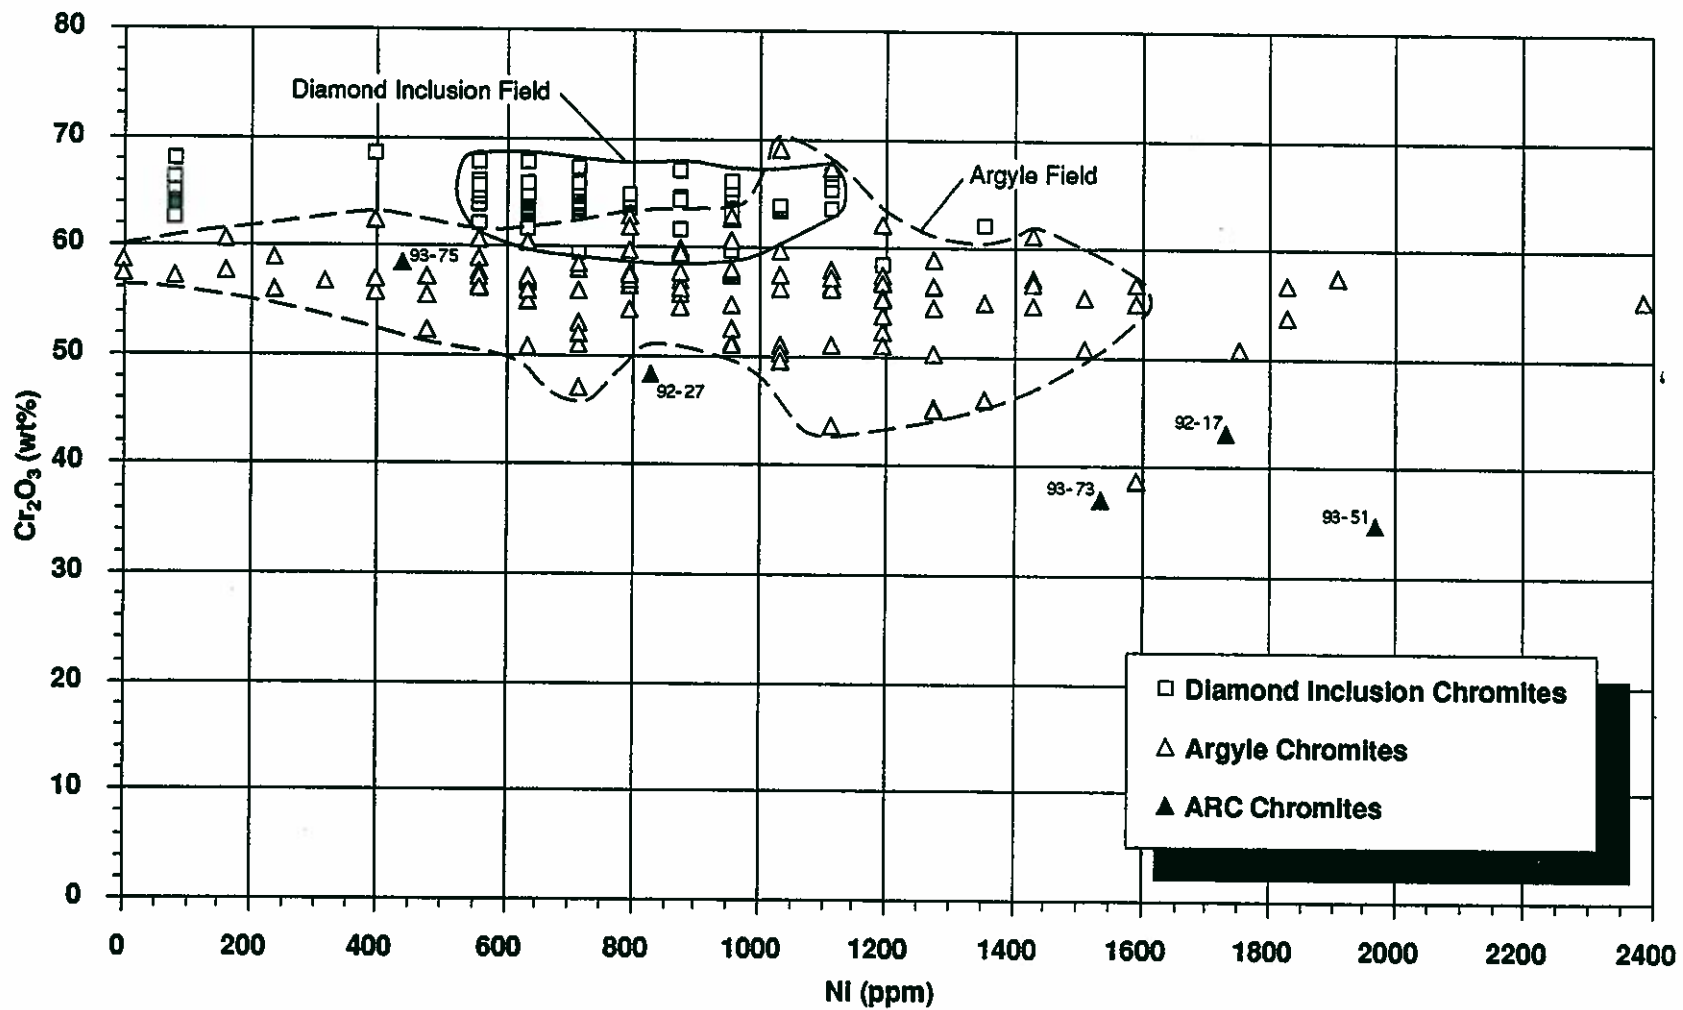 80
Diamond Inclusion Field
70
Argyle Field
60
93-75
50
92-27
92-17
40
93-73
93-51
30
20
10
0
Cr₂O₃ (wt%)
Diamond Inclusion Chromites
Argyle Chromites
ARC Chromites
0 200 400 600 800 1000 1200 1400 1600 1800 2000 2200 2400
Ni (ppm)